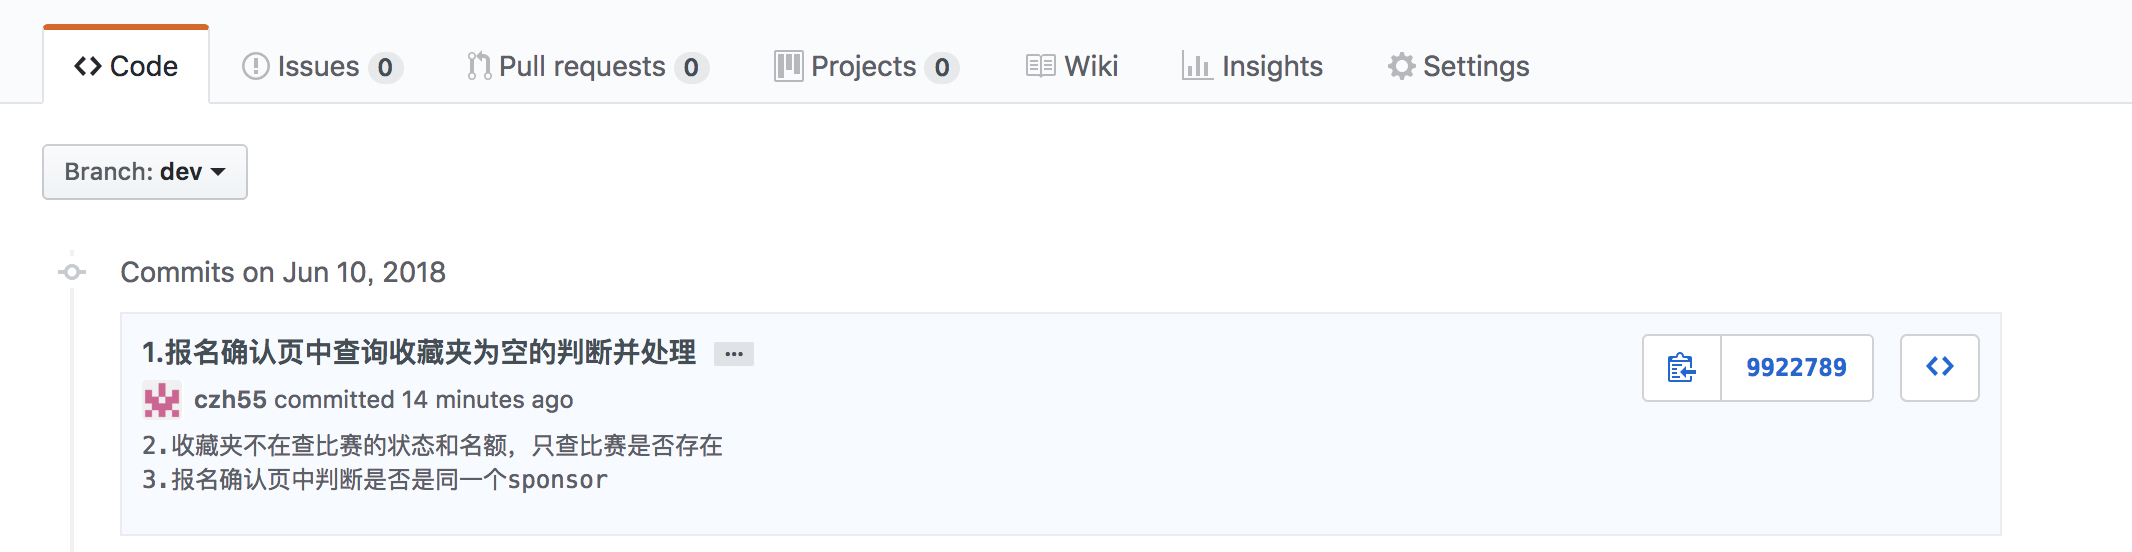 Code Issues 0 Pull requests 0 Projects 0 Wiki Insights Settings
Branch: dev
Commits on Jun 10, 2018
1.报名确认页中查询收藏夹为空的判断并处理 …
9922789
czh55 committed 14 minutes ago
2.收藏夹不在查比赛的状态和名额，只查比赛是否存在
3.报名确认页中判断是否是同一个sponsor